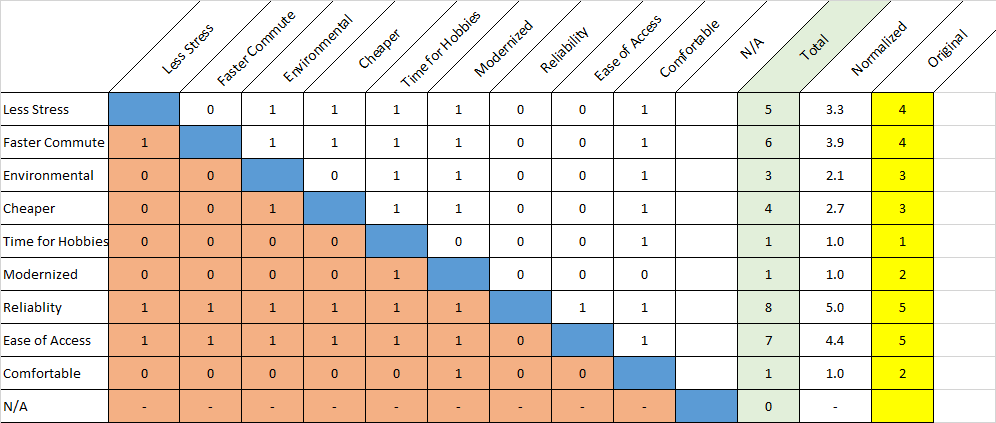 Less Stress Faster Commute Environmental Cheaper Time for Hobbies Modernized Reliability Ease of Access Comfortable N/A Total Normalized Original
Less Stress 0 1 1 1 1 0 0 1 5 3.3 4
Faster Commute 1 1 1 1 1 0 0 1 6 3.9 4
Environmental 0 0 0 1 1 0 0 1 3 2.1 3
Cheaper 0 0 1 1 1 0 0 1 4 2.7 3
Time for Hobbies 0 0 0 0 0 0 0 1 1 1.0 1
Modernized 0 0 0 0 1 0 0 0 1 1.0 2
Reliablity 1 1 1 1 1 1 1 1 8 5.0 5
Ease of Access 1 1 1 1 1 1 0 1 7 4.4 5
Comfortable 0 0 0 0 0 1 0 0 1 1.0 2
N/A - - - - - - - - - 0 -